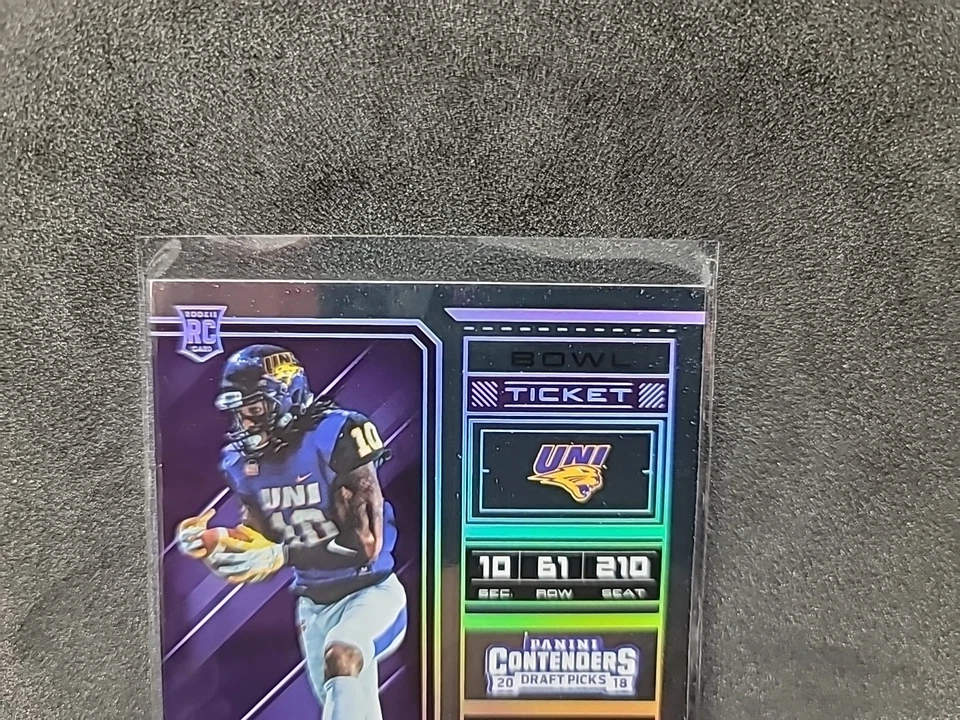 ROOKIE
RC
CARD
UNI
10
UNI
10
BOWL
TICKET
UNI
10 61 210
SEC. ROW SEAT
PANINI
CONTENDERS
20 DRAFT PICKS 18